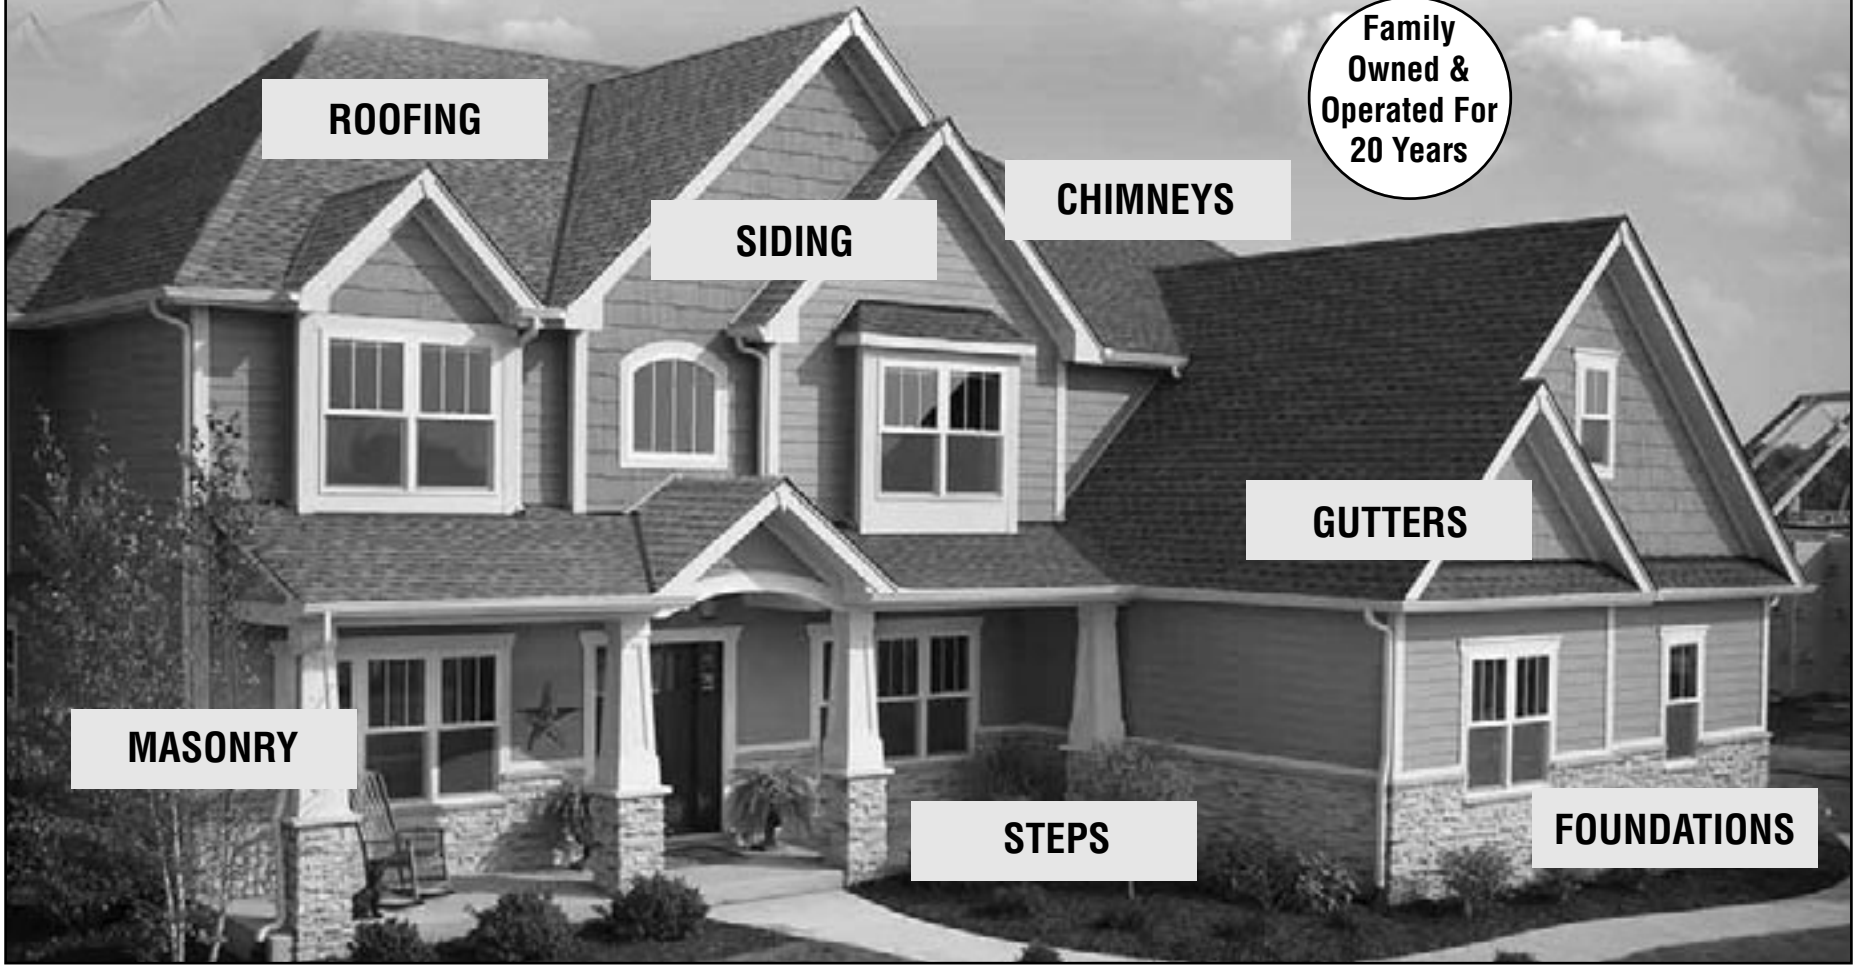 Family
Owned &
Operated For
20 Years
ROOFING
CHIMNEYS
SIDING
GUTTERS
MASONRY
STEPS
FOUNDATIONS